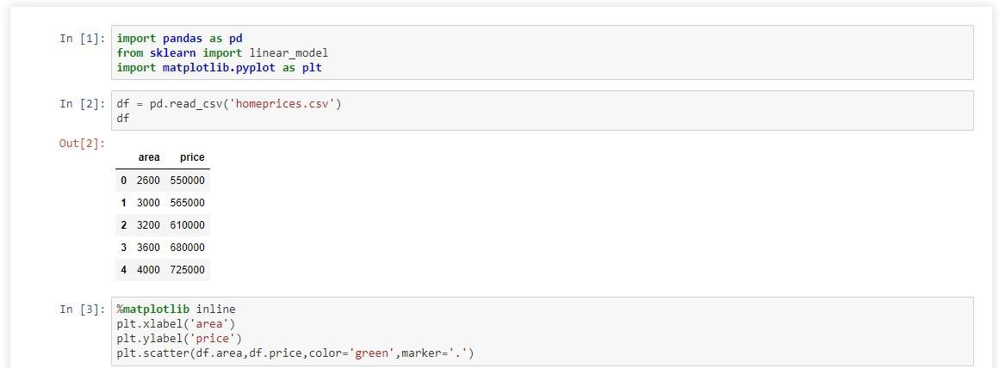 In [1]: import pandas as pd
from sklearn import linear_model
import matplotlib.pyplot as plt
In [2]: df = pd.read_csv('homeprices.csv')
df
Out[2]:
area price
0 2600 550000
1 3000 565000
2 3200 610000
3 3600 680000
4 4000 725000
In [3]: %matplotlib inline
plt.xlabel('area')
plt.ylabel('price')
plt.scatter(df.area,df.price,color='green',marker='.')